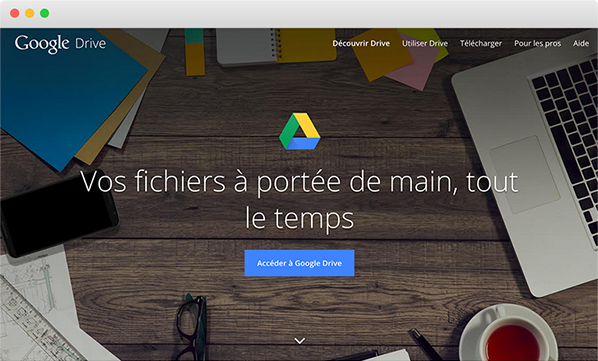 Google Drive
Découvrir Drive Utiliser Drive Télécharger Pour les pros Aide
Vos fichiers à portée de main, tout
le temps
Accéder à Google Drive